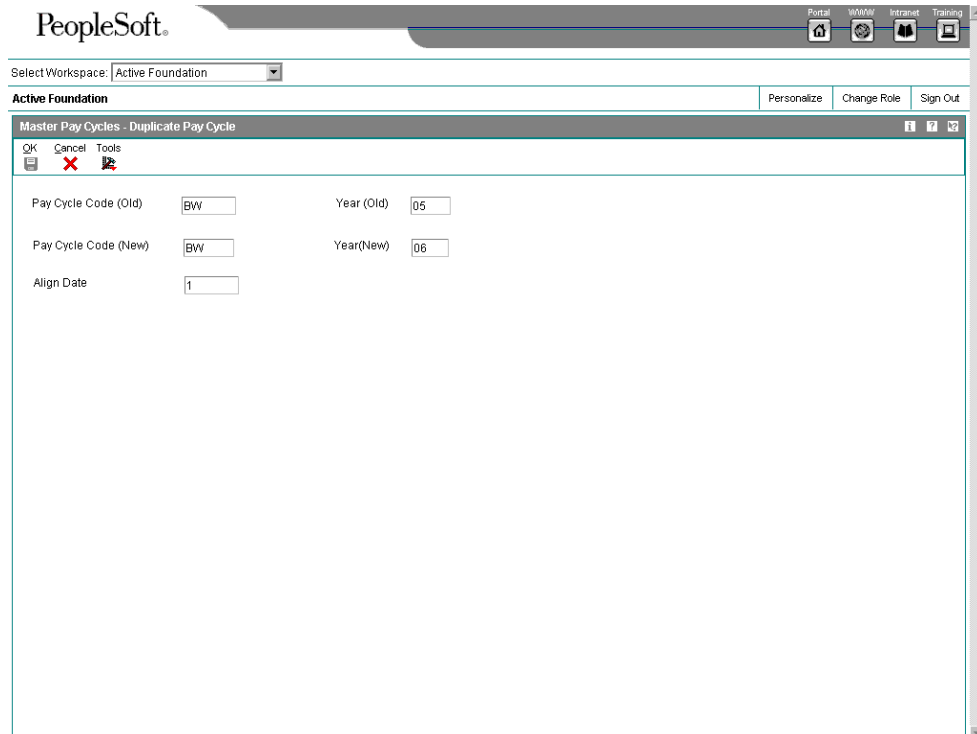 PeopleSoft®
Portal WWW Intranet Training
Select Workspace: Active Foundation
Active Foundation Personalize Change Role Sign Out
Master Pay Cycles - Duplicate Pay Cycle
OK Cancel Tools
Pay Cycle Code (Old) BW Year (Old) 05
Pay Cycle Code (New) BW Year(New) 06
Align Date 1